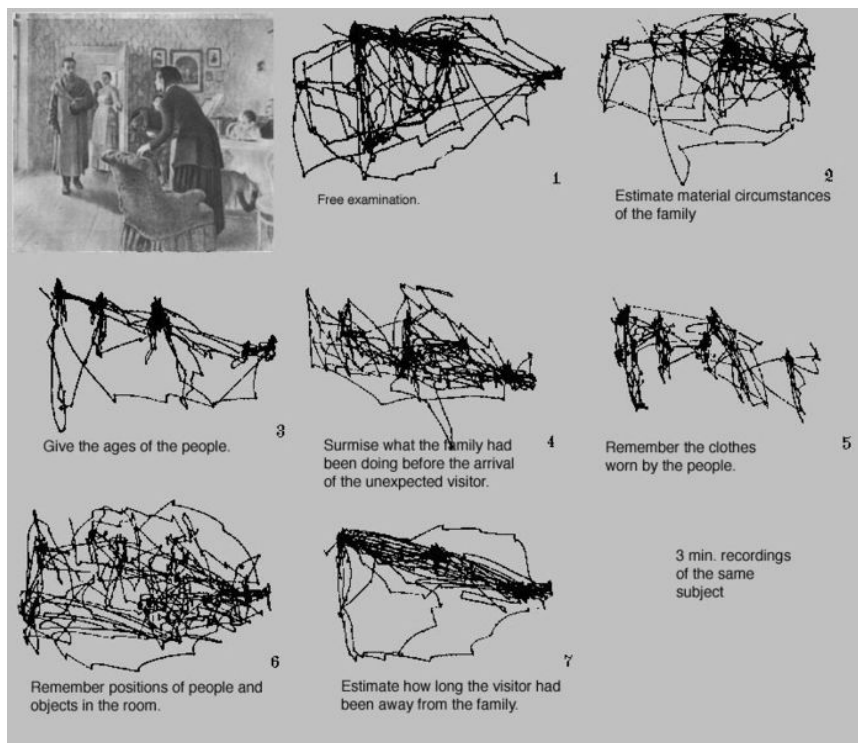 1
Free examination.
2
Estimate material circumstances
of the family
3
Give the ages of the people.
4
Surmise what the family had
been doing before the arrival
of the unexpected visitor.
5
Remember the clothes
worn by the people.
6
Remember positions of people and
objects in the room.
7
Estimate how long the visitor had
been away from the family.
3 min. recordings
of the same
subject